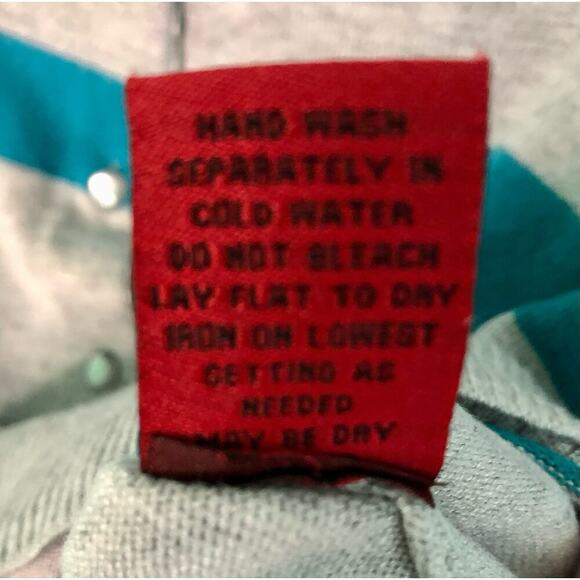 HAND WASH
SEPARATELY IN
COLD WATER
DO NOT BLEACH
LAY FLAT TO DRY
IRON ON LOWEST
GETTING AS
NEEDED
MAY BE DRY